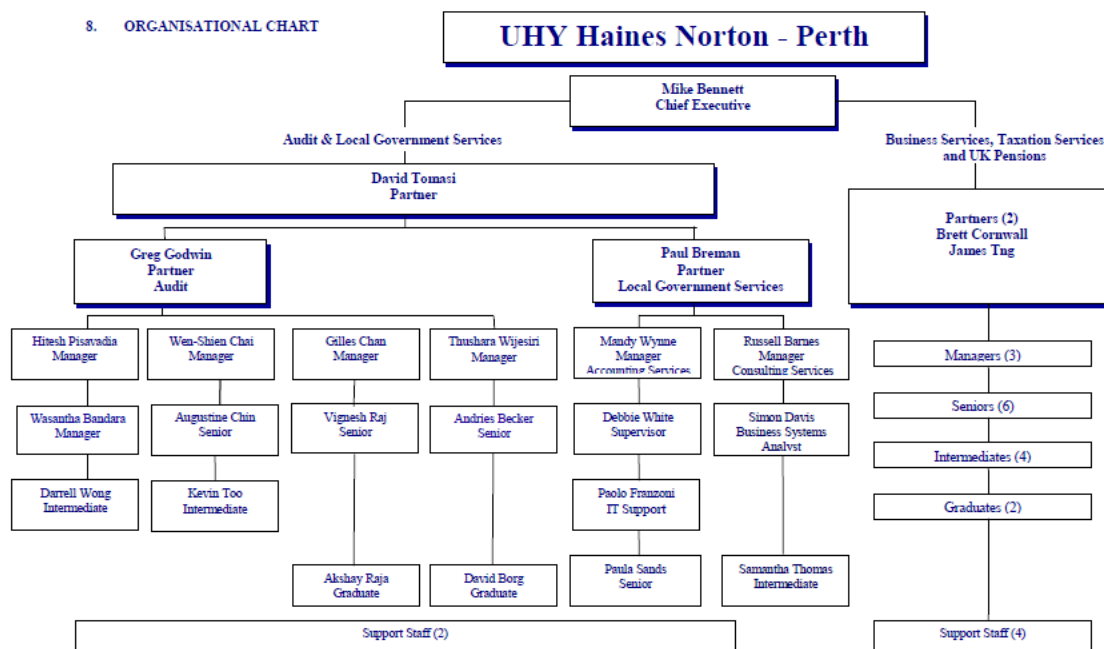 8. ORGANISATIONAL CHART
UHY Haines Norton - Perth
Mike Bennett
Chief Executive
Audit & Local Government Services
Business Services, Taxation Services
and UK Pensions
David Tomasi
Partner
Partners (2)
Brett Cornwall
James Tng
Greg Godwin
Partner
Audit
Paul Breman
Partner
Local Government Services
Hitesh Pisavadia
Manager
Wen-Shien Chai
Manager
Gilles Chan
Manager
Thushara Wijesiri
Manager
Mandy Wynne
Manager
Accounting Services
Russell Barnes
Manager
Consulting Services
Managers (3)
Wasantha Bandara
Manager
Augustine Chin
Senior
Vignesh Raj
Senior
Andries Becker
Senior
Debbie White
Supervisor
Simon Davis
Business Systems
Analyst
Seniors (6)
Intermediates (4)
Darrell Wong
Intermediate
Kevin Too
Intermediate
Paolo Franzoni
IT Support
Graduates (2)
Akshay Raja
Graduate
David Borg
Graduate
Paula Sands
Senior
Samantha Thomas
Intermediate
Support Staff (2)
Support Staff (4)